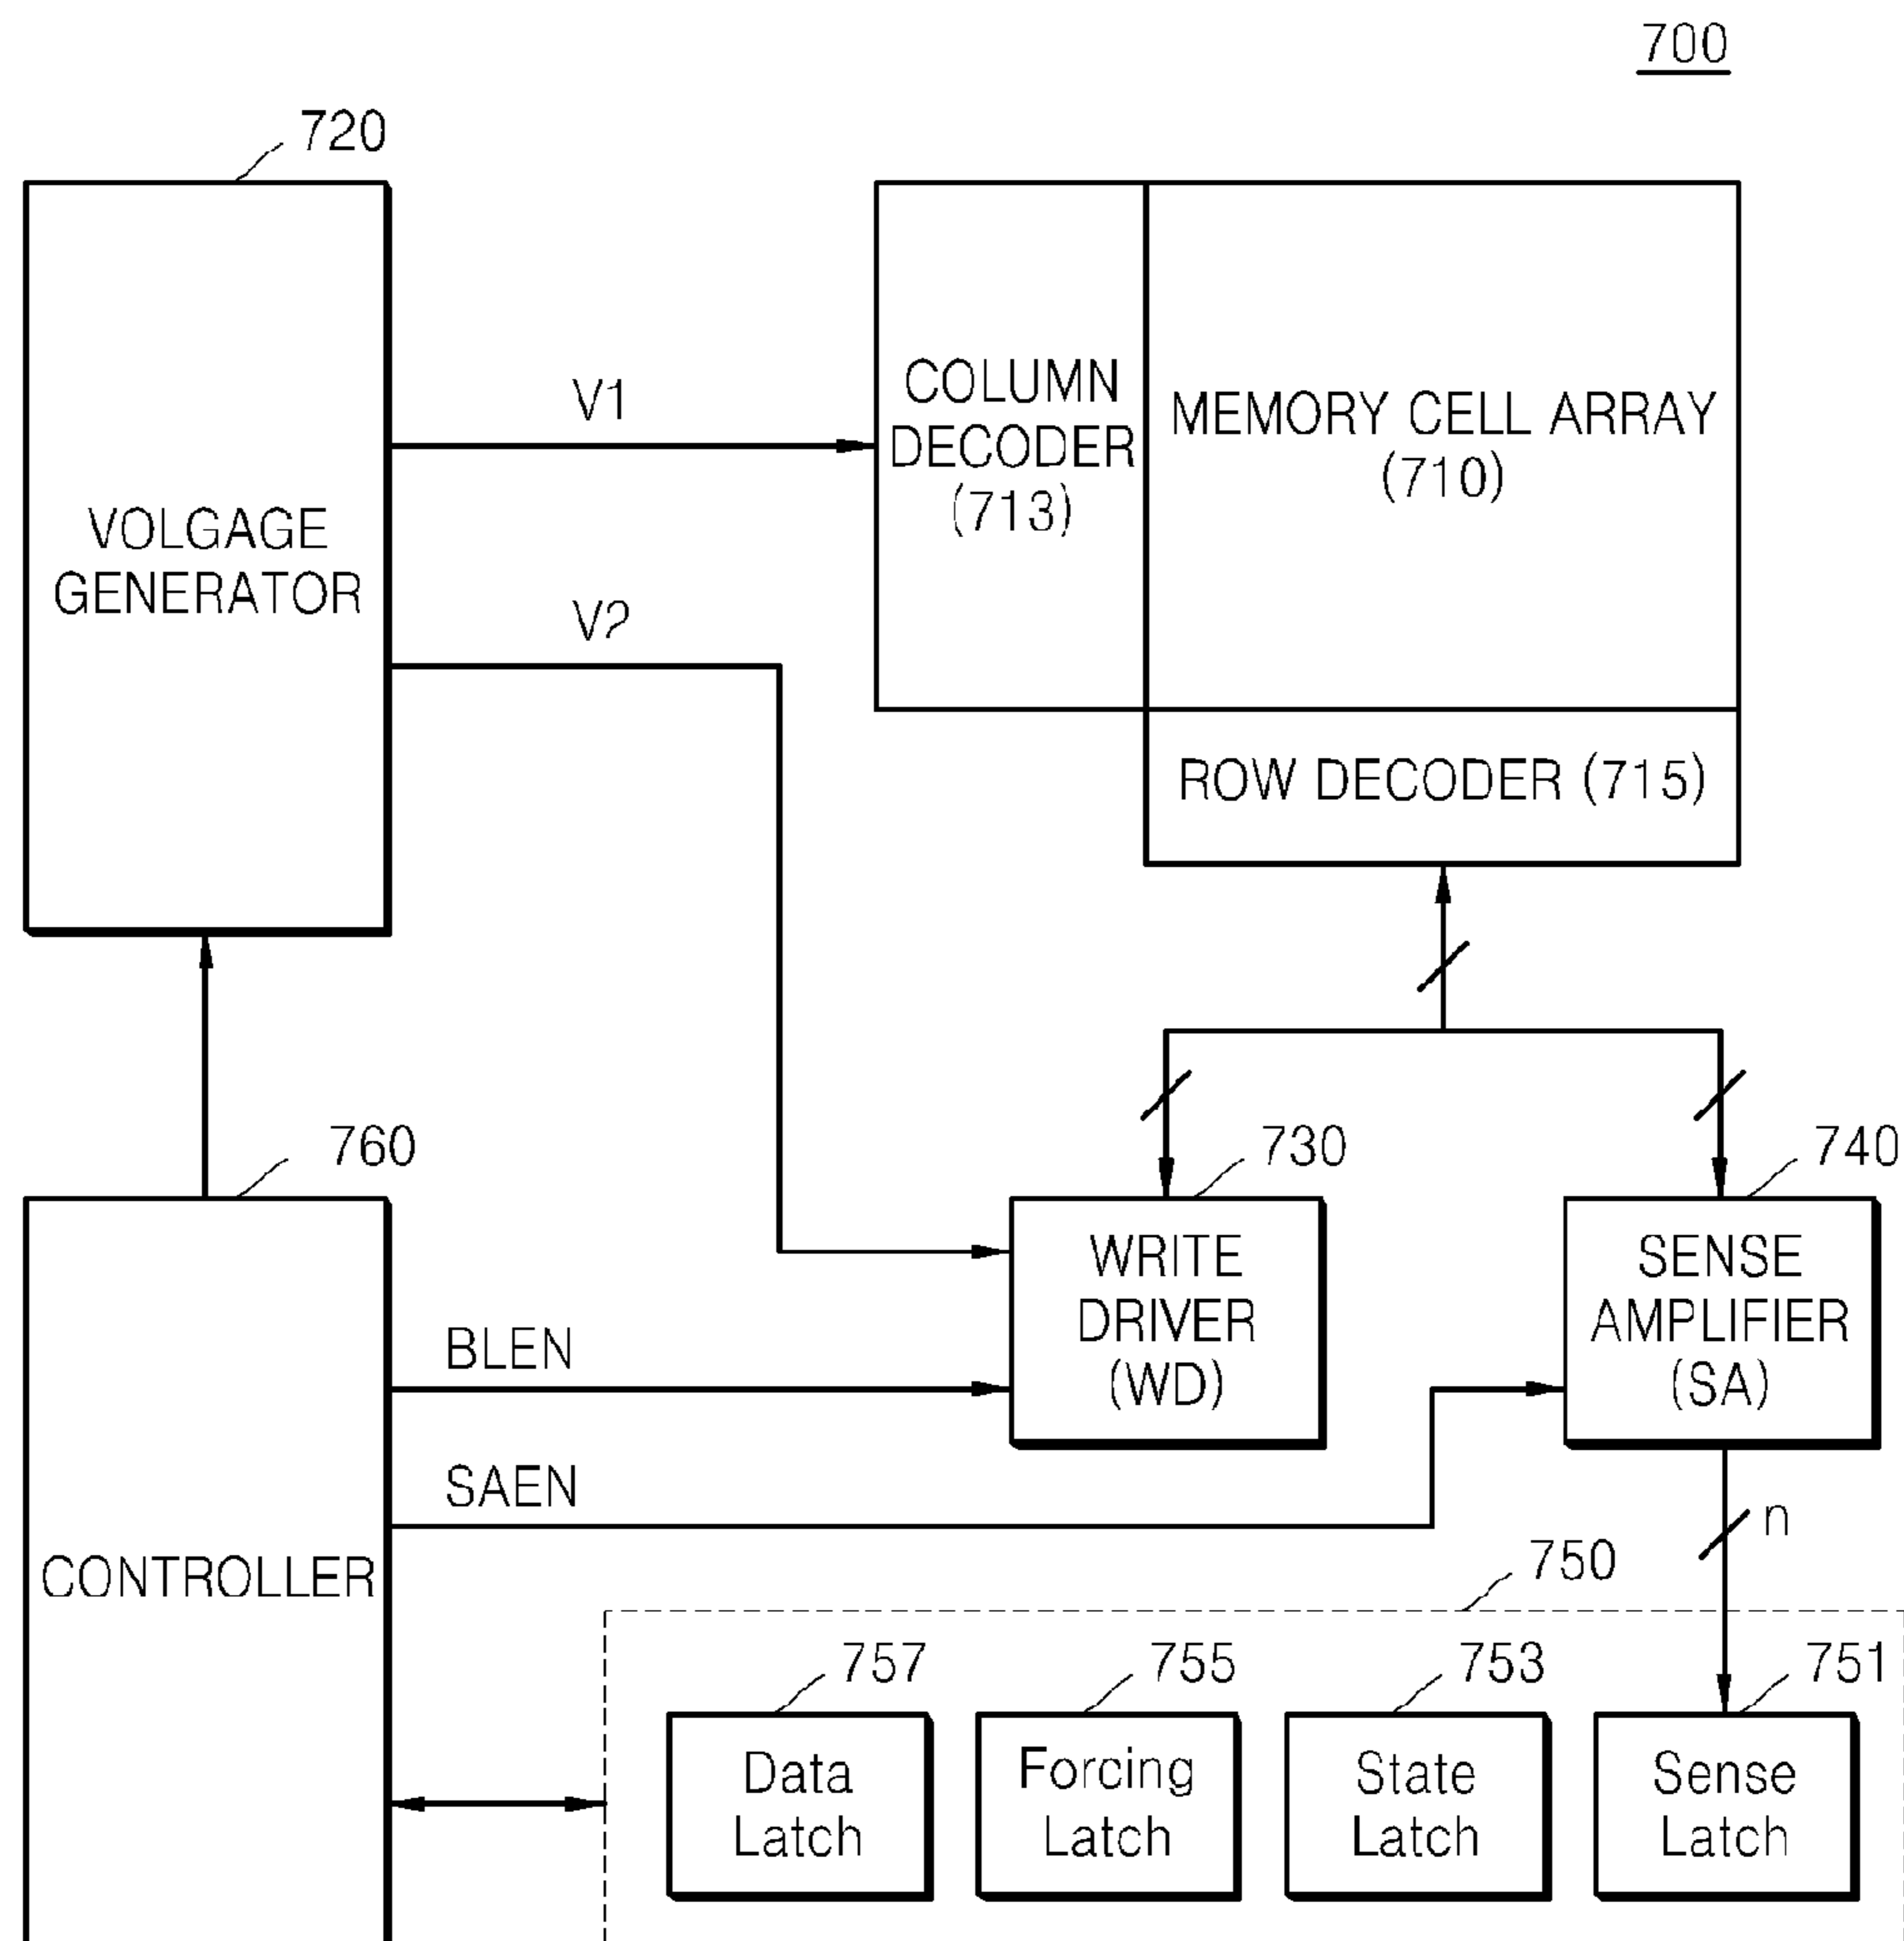 700
720
VOLGAGE
GENERATOR
V1
V2
COLUMN
DECODER
(713)
MEMORY CELL ARRAY
(710)
ROW DECODER (715)
760
730
740
CONTROLLER
BLEN
SAEN
WRITE
DRIVER
(WD)
SENSE
AMPLIFIER
(SA)
n
750
757
755
753
751
Data
Latch
Forcing
Latch
State
Latch
Sense
Latch